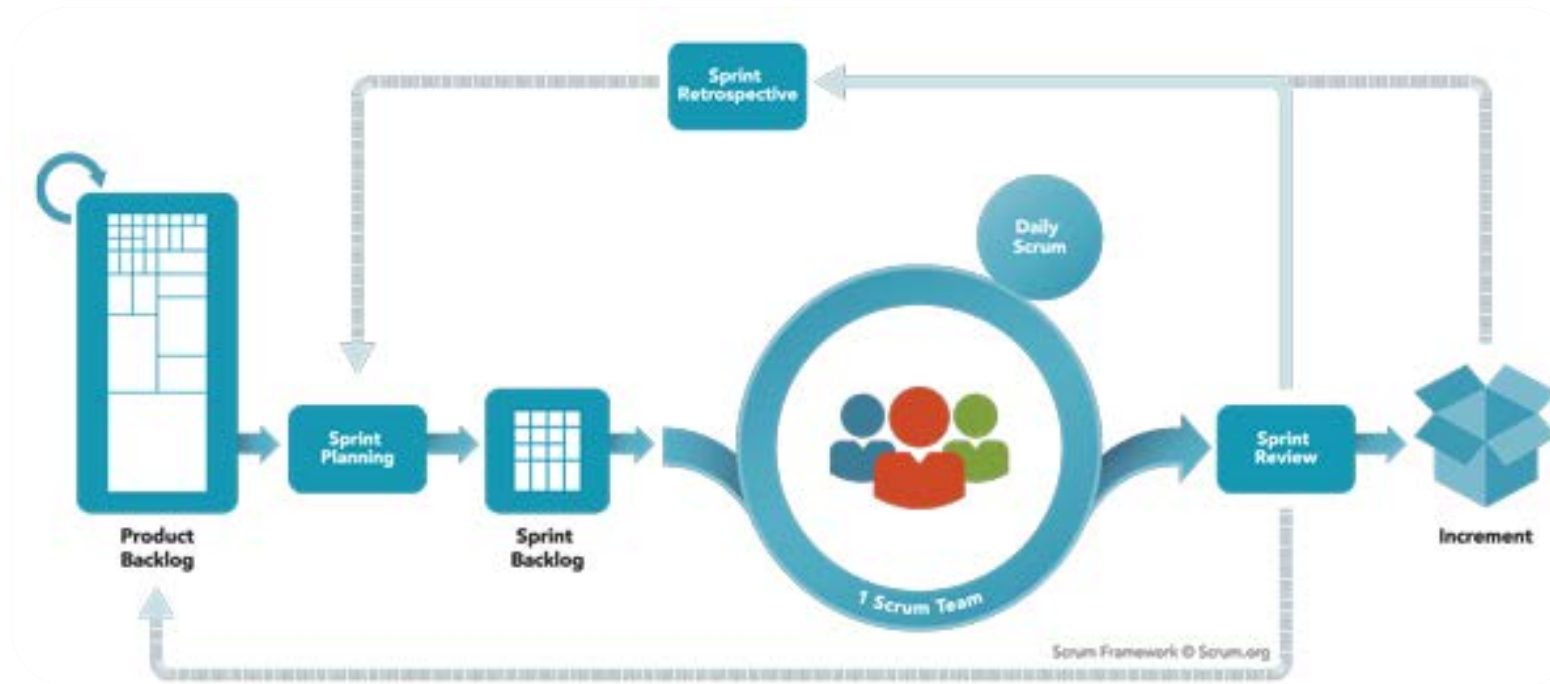 Sprint
Retrospective
Daily
Scrum
Sprint
Planning
Sprint
Review
Product
Backlog
Sprint
Backlog
Increment
1 Scrum Team
Scrum Framework © Scrum.org